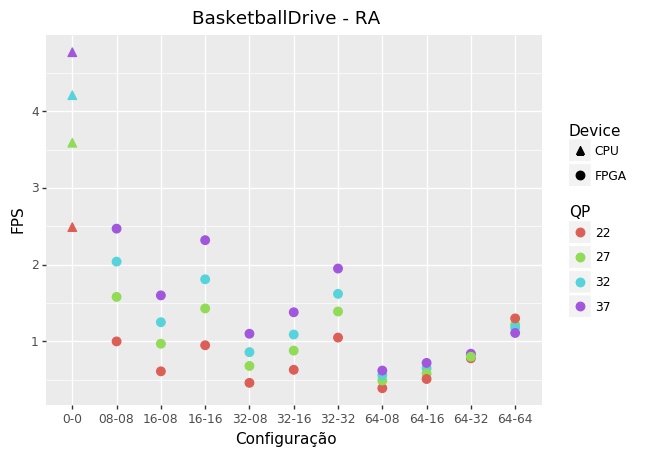 BasketballDrive - RA
FPS
4
3
2
1
0-0 08-08 16-08 16-16 32-08 32-16 32-32 64-08 64-16 64-32 64-64
Configuração
Device
CPU
FPGA
QP
22
27
32
37